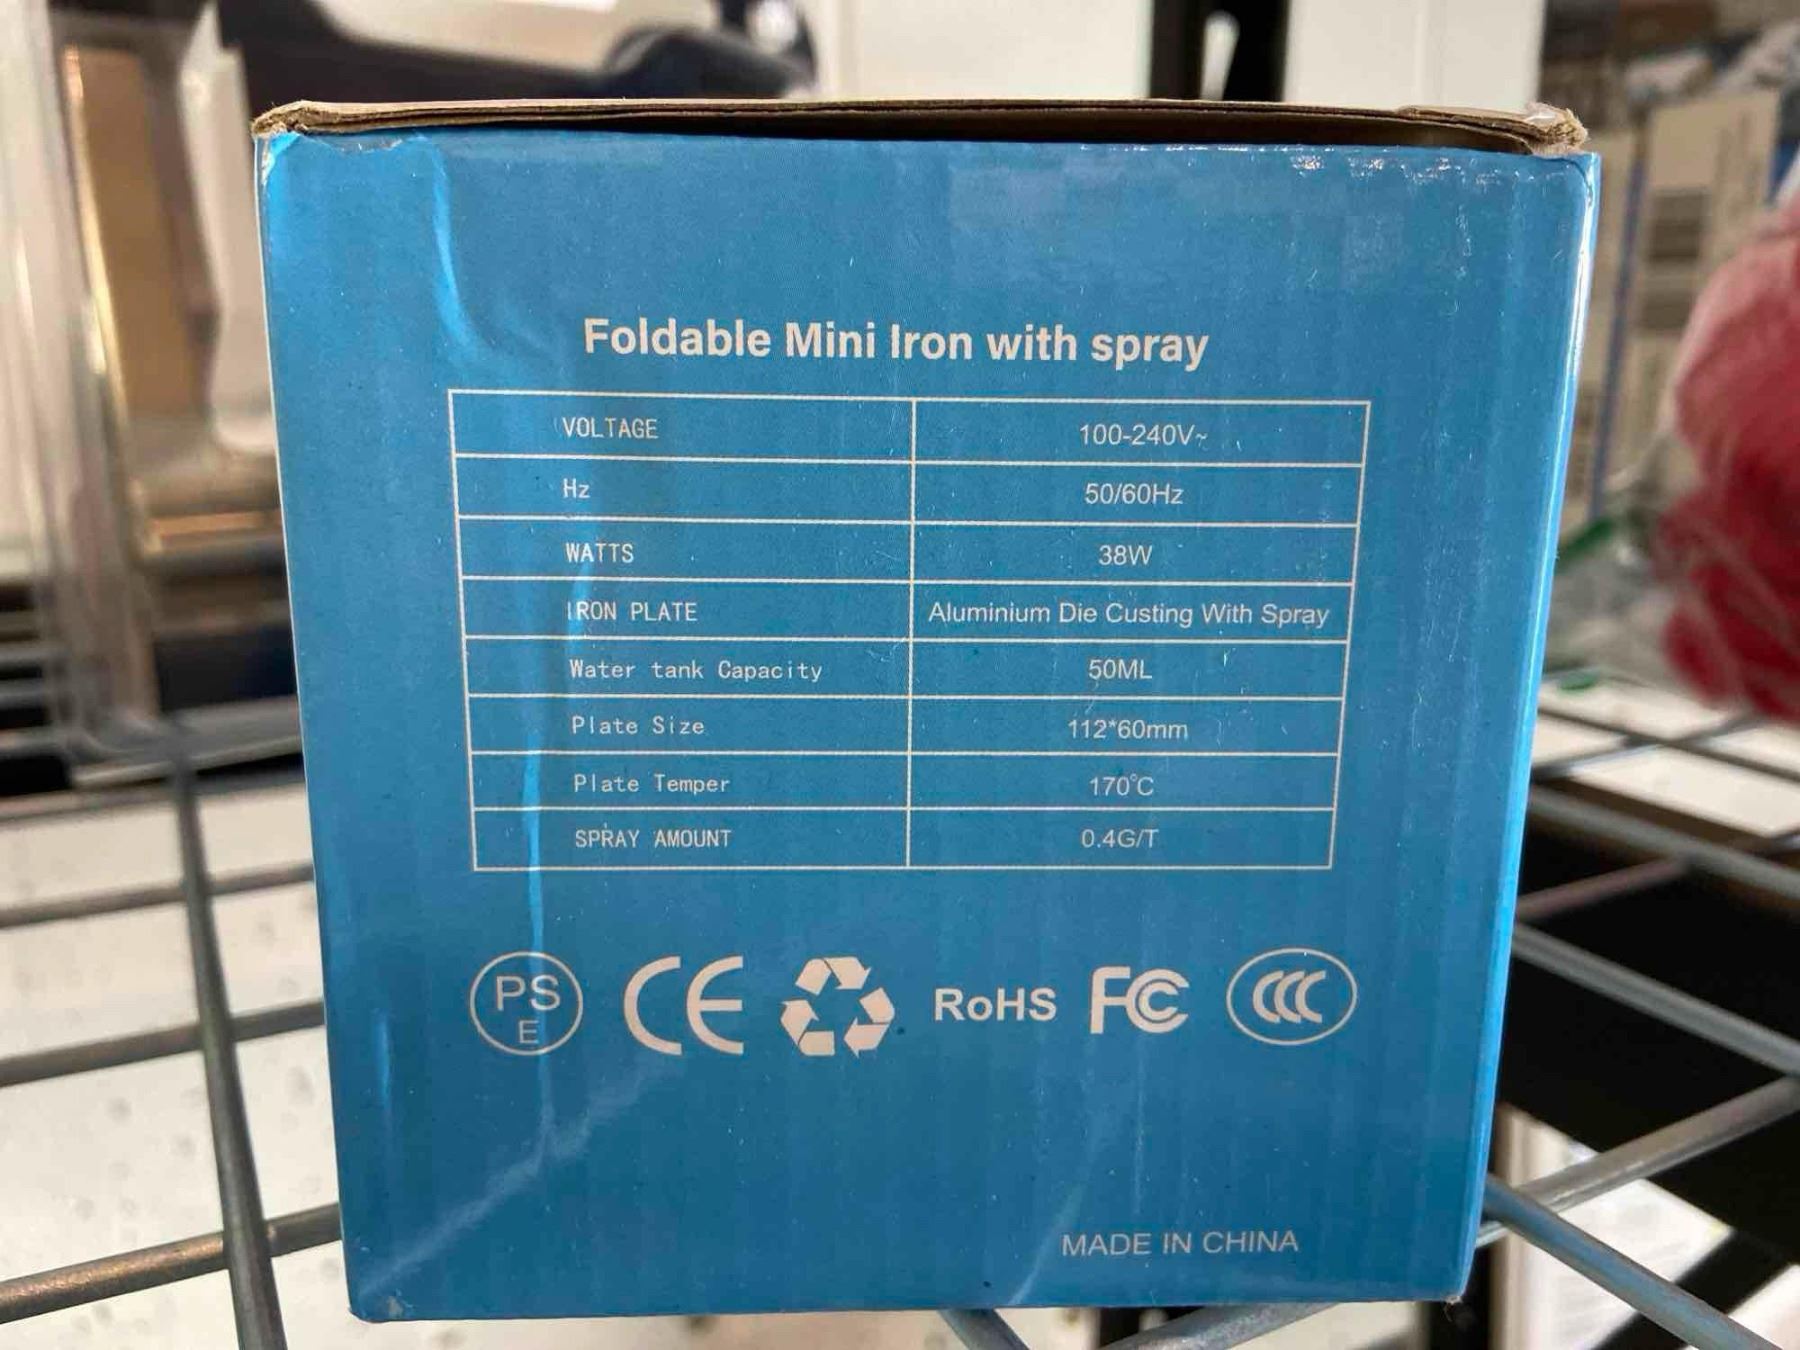 Foldable Mini Iron with spray
VOLTAGE 100-240V~
Hz 50/60Hz
WATTS 38W
IRON PLATE Aluminium Die Custing With Spray
Water tank Capacity 50ML
Plate Size 112*60mm
Plate Temper 170°C
SPRAY AMOUNT 0.4G/T
PS E CE RoHS FC CCC
MADE IN CHINA